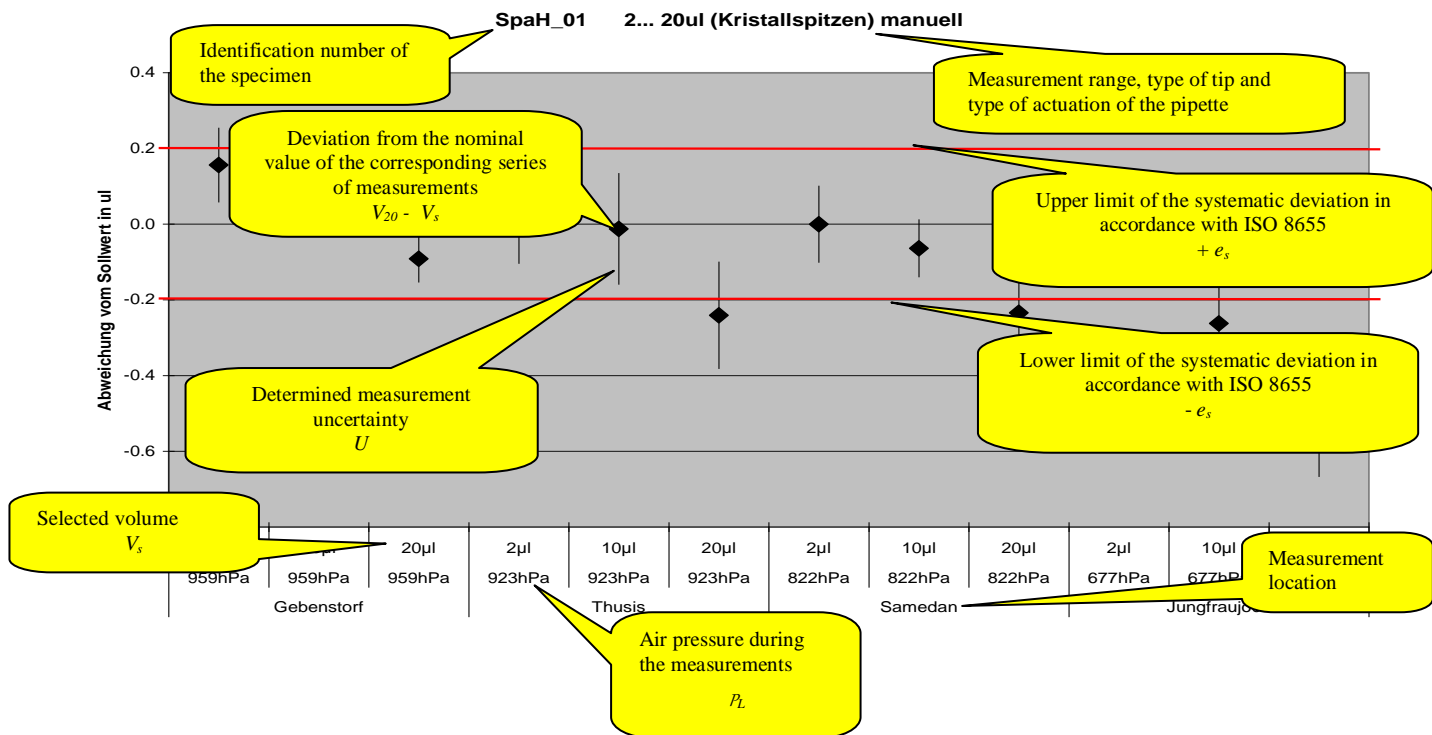 SpaH_01 2... 20ul (Kristallspitzen) manuell
Identification number of
the specimen
Measurement range, type of tip and
type of actuation of the pipette
Deviation from the nominal
value of the corresponding series
of measurements
V20 - Vs
Upper limit of the systematic deviation in
accordance with ISO 8655
+ es
Lower limit of the systematic deviation in
accordance with ISO 8655
- es
Determined measurement
uncertainty
U
Abweichung vom Sollwert in ul
0.4
0.2
0.0
-0.2
-0.4
-0.6
Selected volume
Vs
20µl 2µl 10µl 20µl 2µl 10µl 20µl 2µl 10µl
959hPa 959hPa 959hPa 923hPa 923hPa 923hPa 822hPa 822hPa 822hPa 677hPa
Gebenstorf Thusis Samedan
Measurement
location
Air pressure during
the measurements
PL